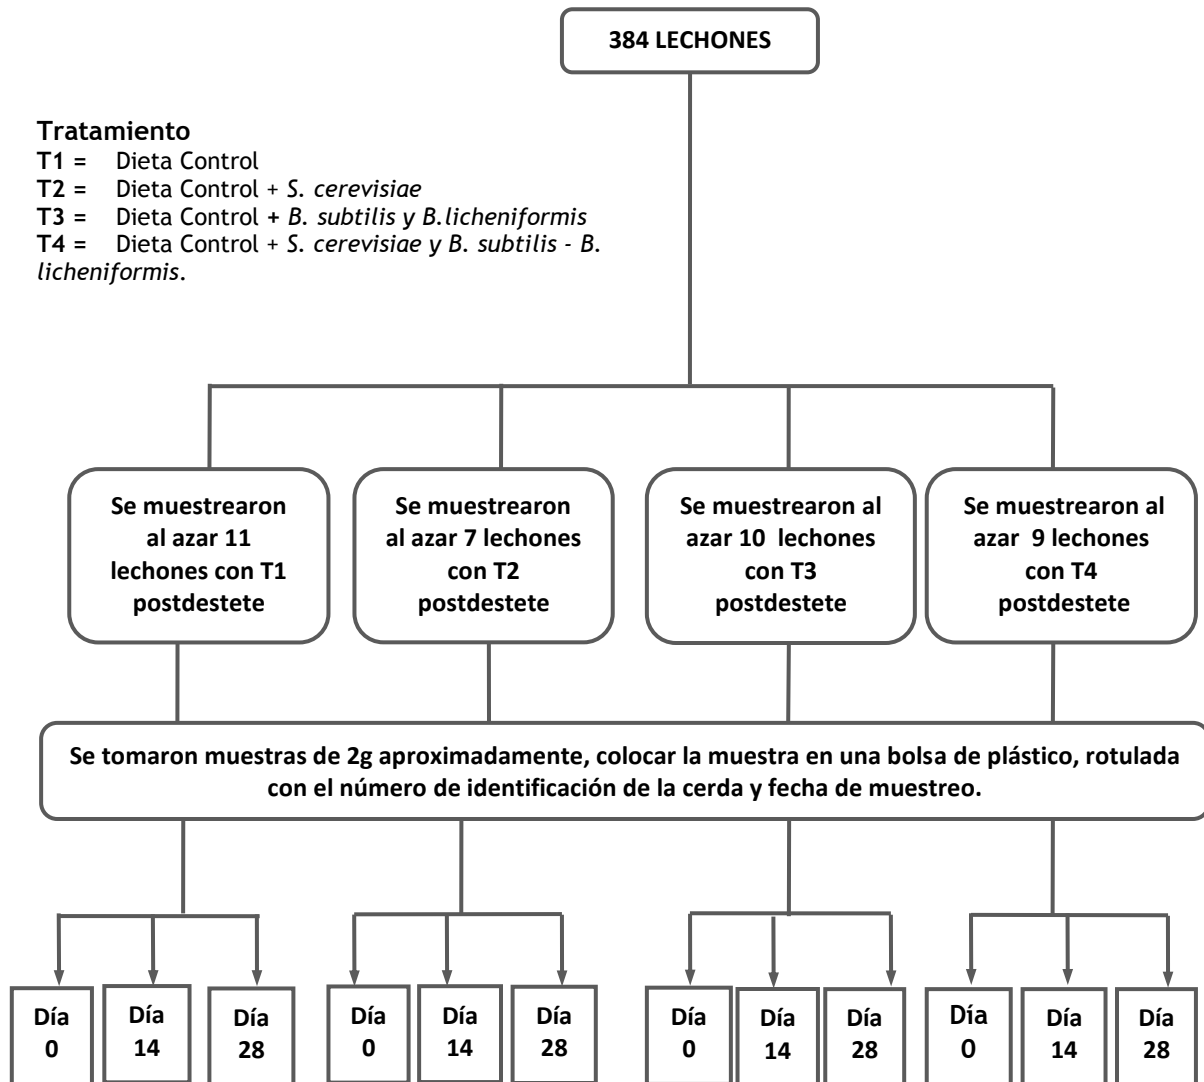 384 LECHONES
Tratamiento
T1 = Dieta Control
T2 = Dieta Control + S. cerevisiae
T3 = Dieta Control + B. subtilis y B.licheniformis
T4 = Dieta Control + S. cerevisiae y B. subtilis - B.
licheniformis.
Se muestrearon
al azar 11
lechones con T1
postdestete
Se muestrearon
al azar 7 lechones
con T2
postdestete
Se muestrearon al
azar 10 lechones
con T3
postdestete
Se muestrearon al
azar 9 lechones
con T4
postdestete
Se tomaron muestras de 2g aproximadamente, colocar la muestra en una bolsa de plástico, rotulada
con el número de identificación de la cerda y fecha de muestreo.
Día
0
Día
14
Día
28
Día
0
Día
14
Día
28
Día
0
Día
14
Día
28
Dia
0
Día
14
Día
28